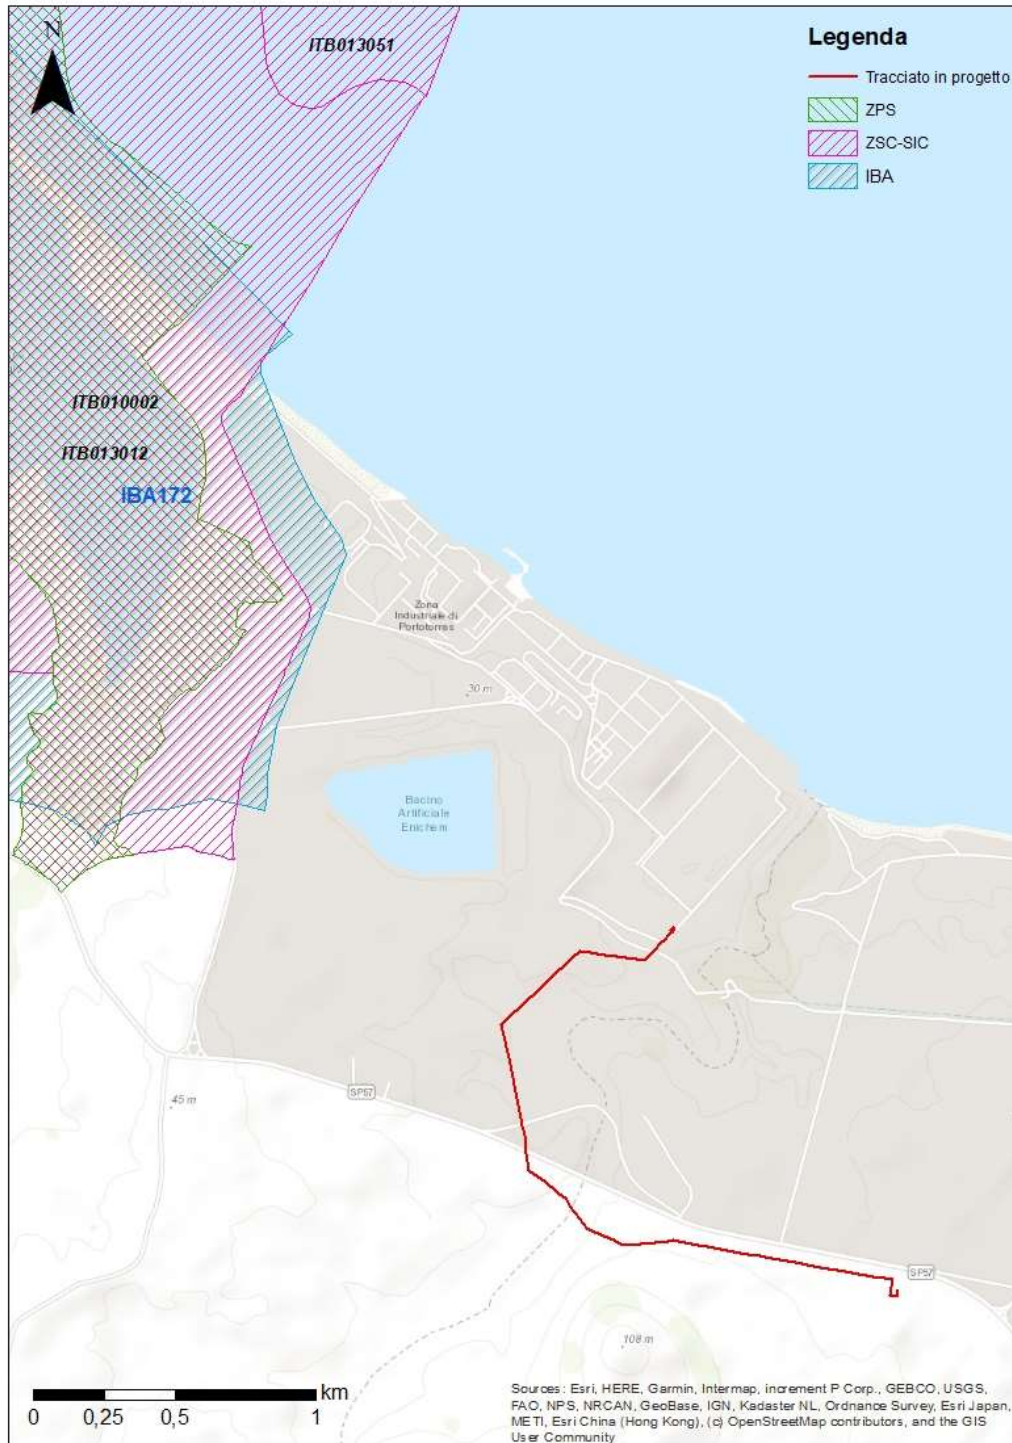 N
ITB013051
Legenda
Tracciato in progetto
ZPS
ZSC-SIC
IBA
ITB010002
ITB013012
IBA172
Zona
Industriale di
Portotorres
30 m
Bacino
Artificiale
Enichem
SP57
45 m
SP57
108 m
km
0 0,25 0,5 1
Sources: Esri, HERE, Garmin, Intermap, increment P Corp., GEBCO, USGS,
FAO, NPS, NRCAN, GeoBase, IGN, Kadaster NL, Ordnance Survey, Esri Japan,
METI, Esri China (Hong Kong), (c) OpenStreetMap contributors, and the GIS
User Community